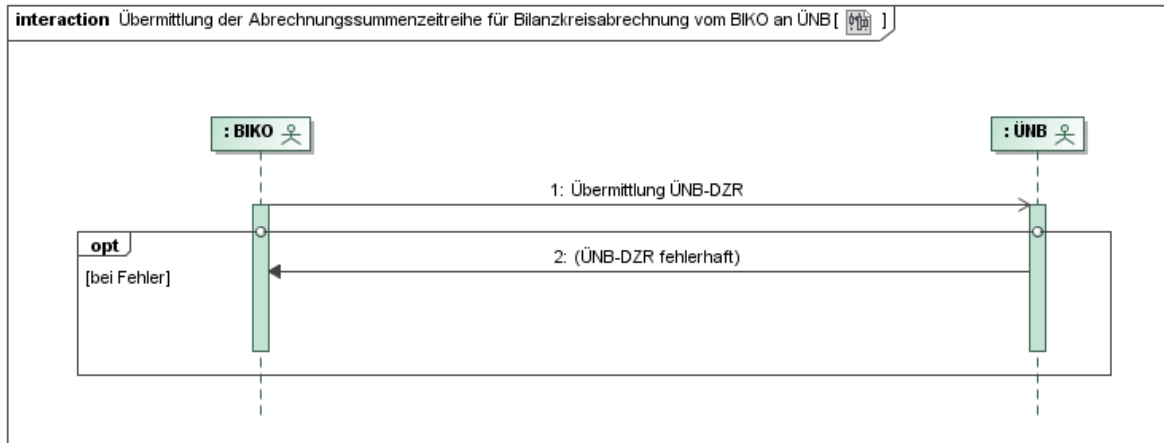 interaction Übermittlung der Abrechnungssummenzeitreihe für Bilanzkreisabrechnung vom BIKO an ÜNB [ ]
: BIKO
: ÜNB
1: Übermittlung ÜNB-DZR
opt
2: (ÜNB-DZR fehlerhaft)
[bei Fehler]